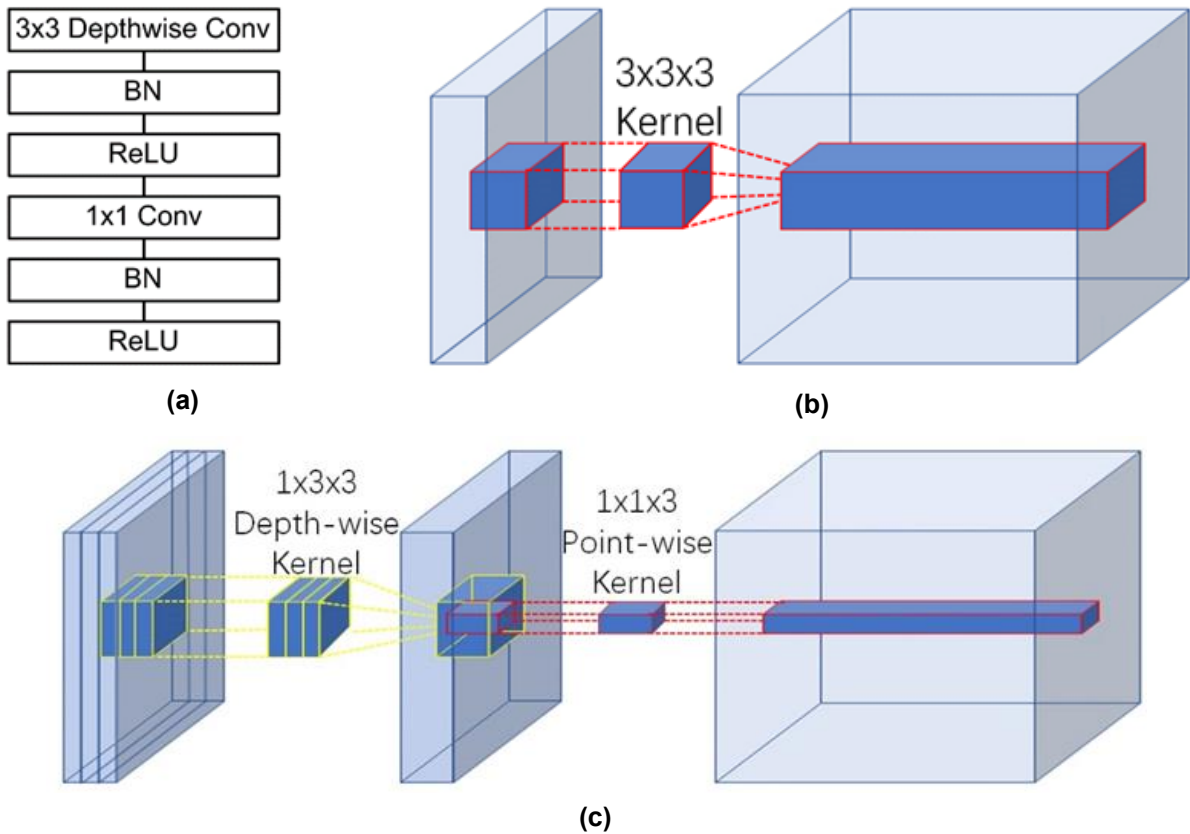 3x3 Depthwise Conv
BN
ReLU
1x1 Conv
BN
ReLU
(a)
3x3x3
Kernel
(b)
1x3x3
Depth-wise
Kernel
1x1x3
Point-wise
Kernel
(c)